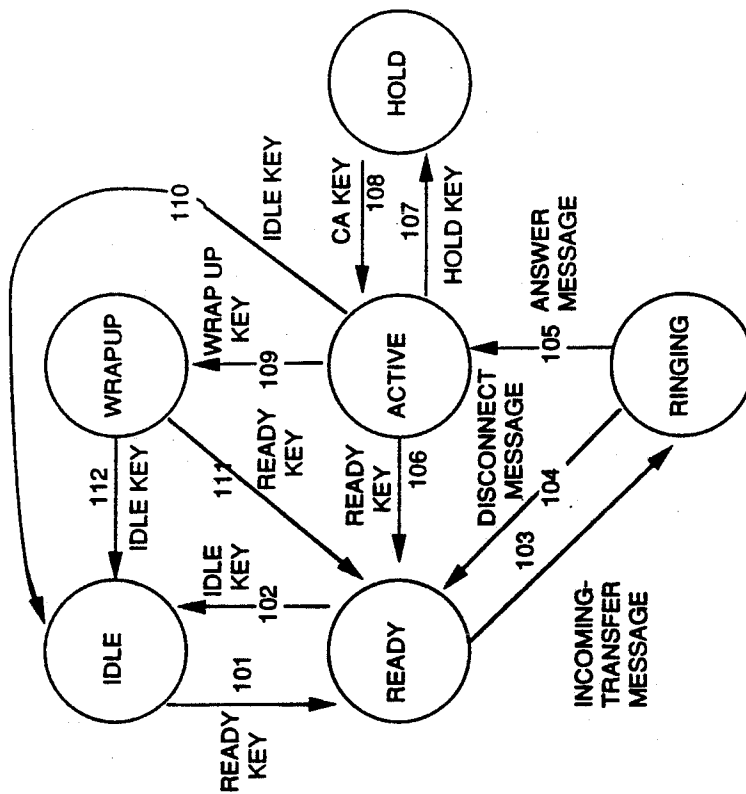 110
IDLE
112
IDLE KEY
WRAPUP
READY
KEY
101
IDLE
KEY
102
111
READY
KEY
WRAP UP
KEY
109
IDLE KEY
READY
READY
KEY
106
ACTIVE
CA KEY
108
107
HOLD KEY
HOLD
DISCONNECT
MESSAGE
104
103
105
ANSWER
MESSAGE
INCOMING-
TRANSFER
MESSAGE
RINGING